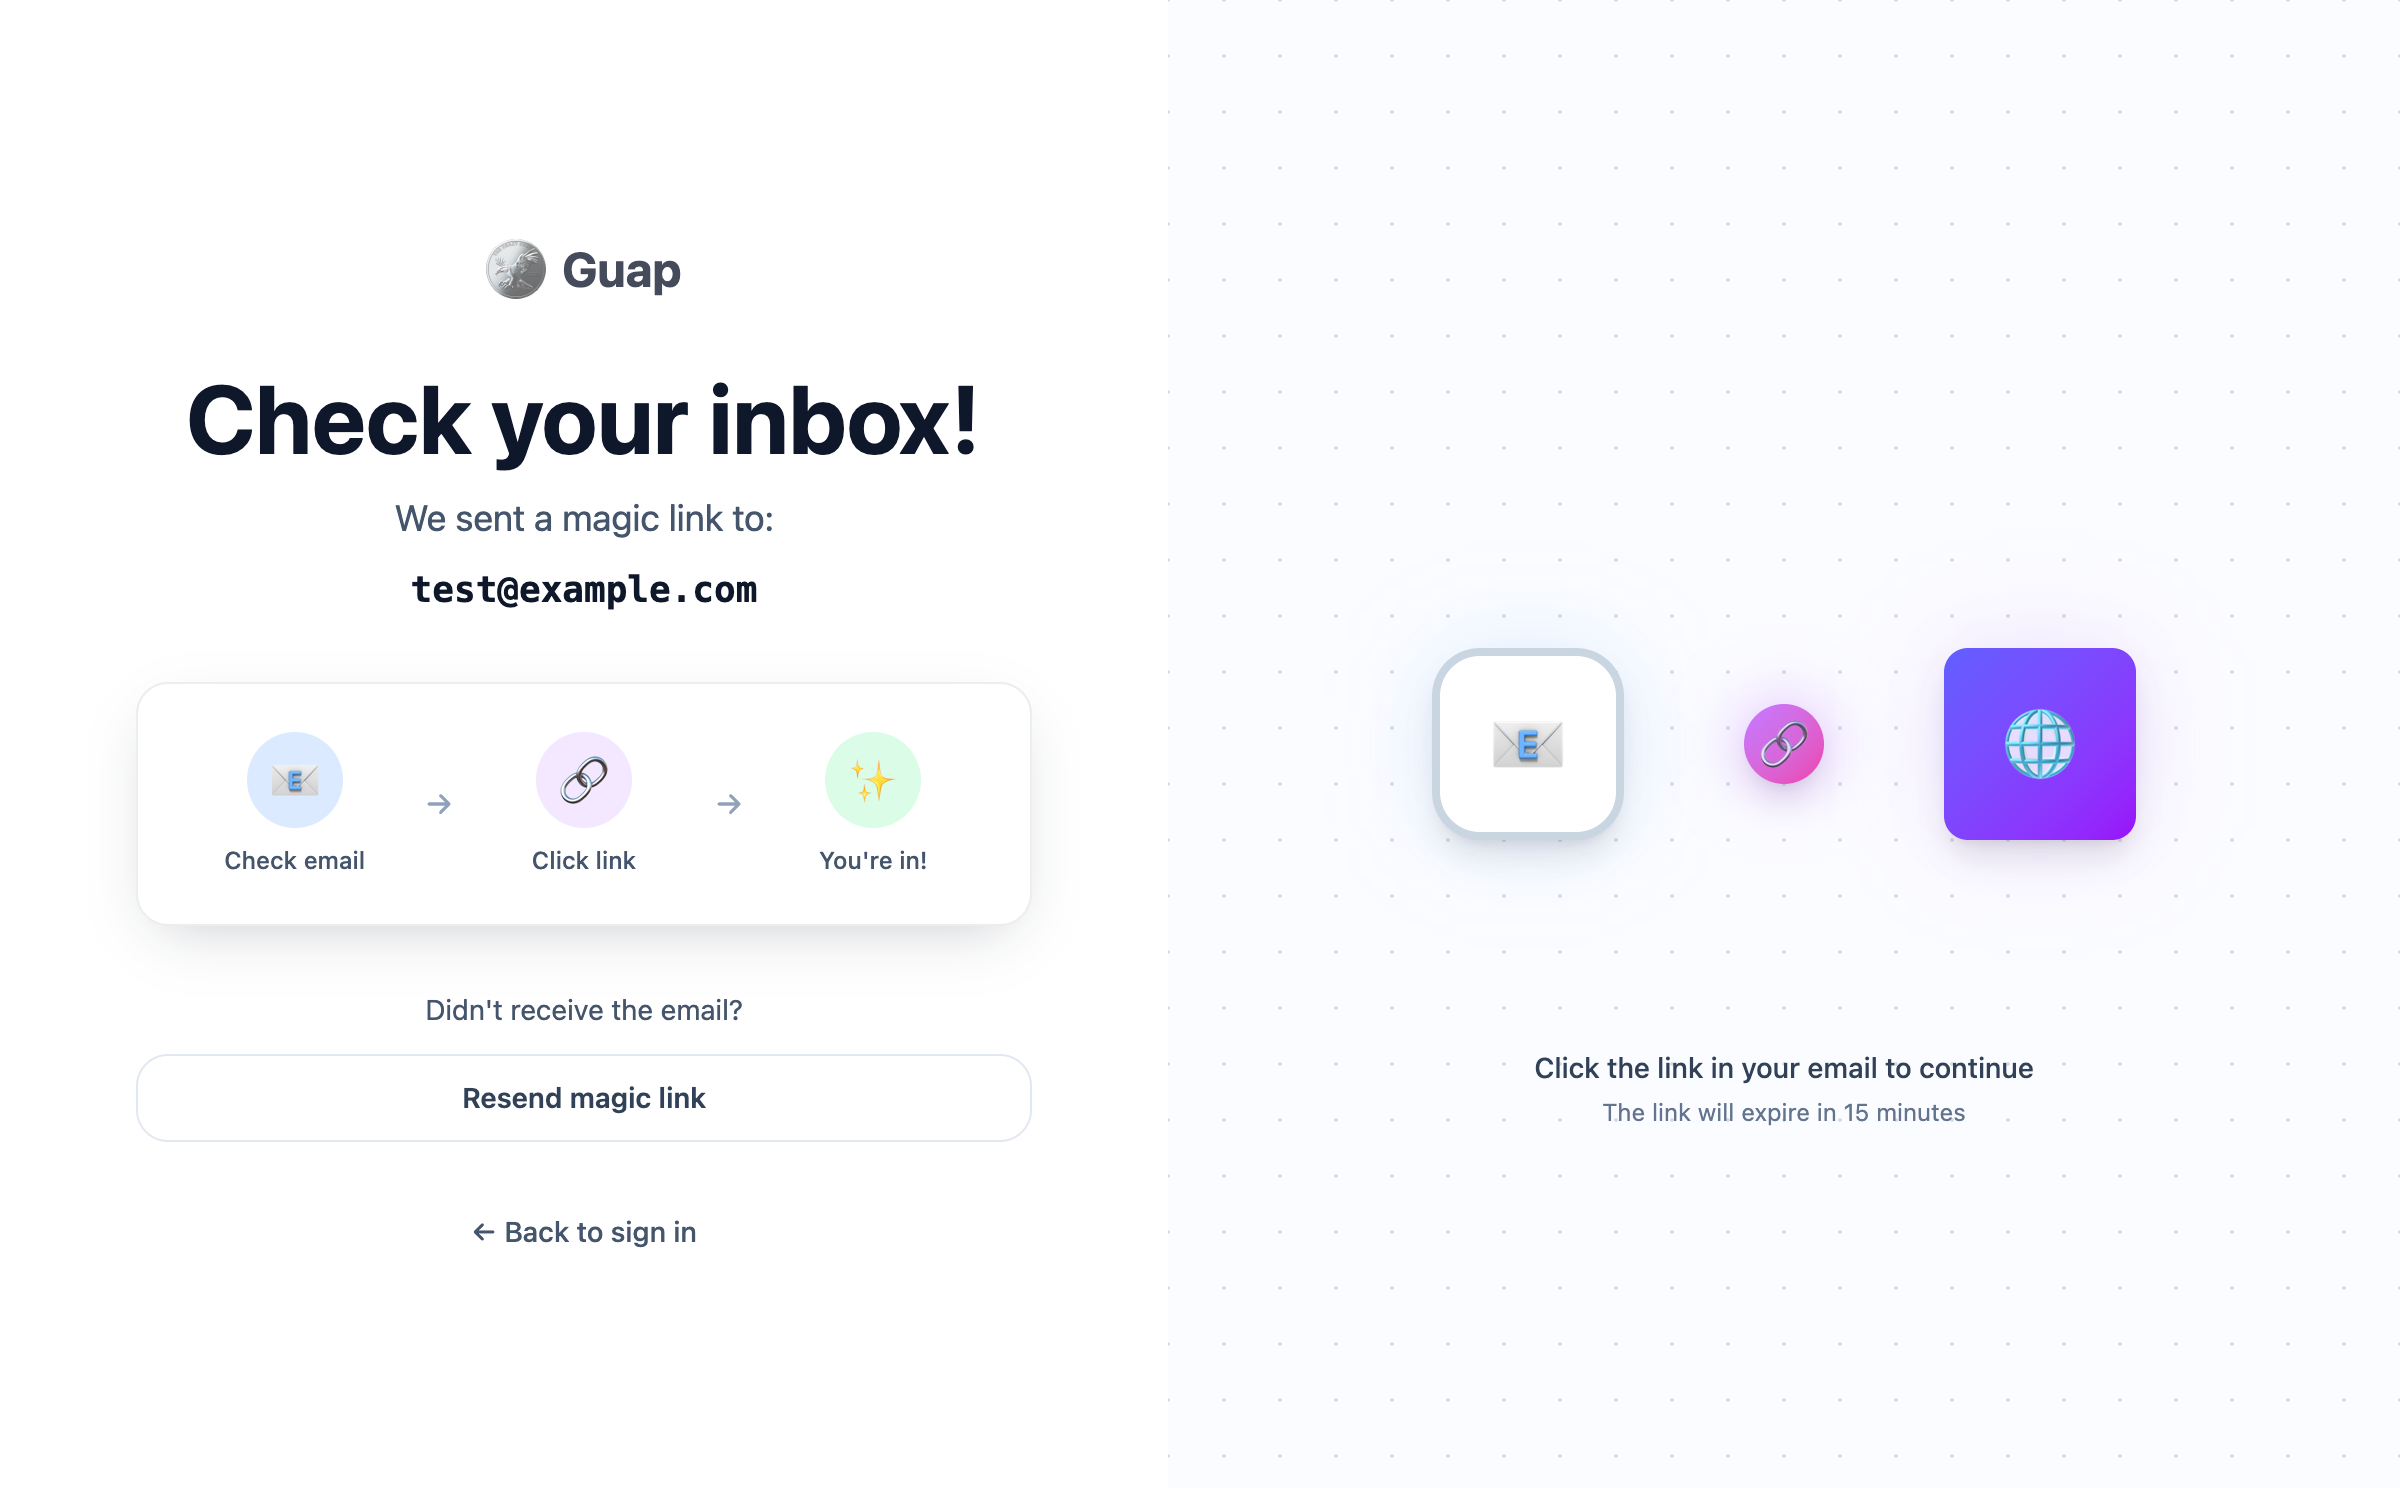 Guap
Check your inbox!
We sent a magic link to:
test@example.com
Check email
→
Click link
→
You're in!
Didn't receive the email?
Resend magic link
← Back to sign in
E
Click the link in your email to continue
The link will expire in 15 minutes